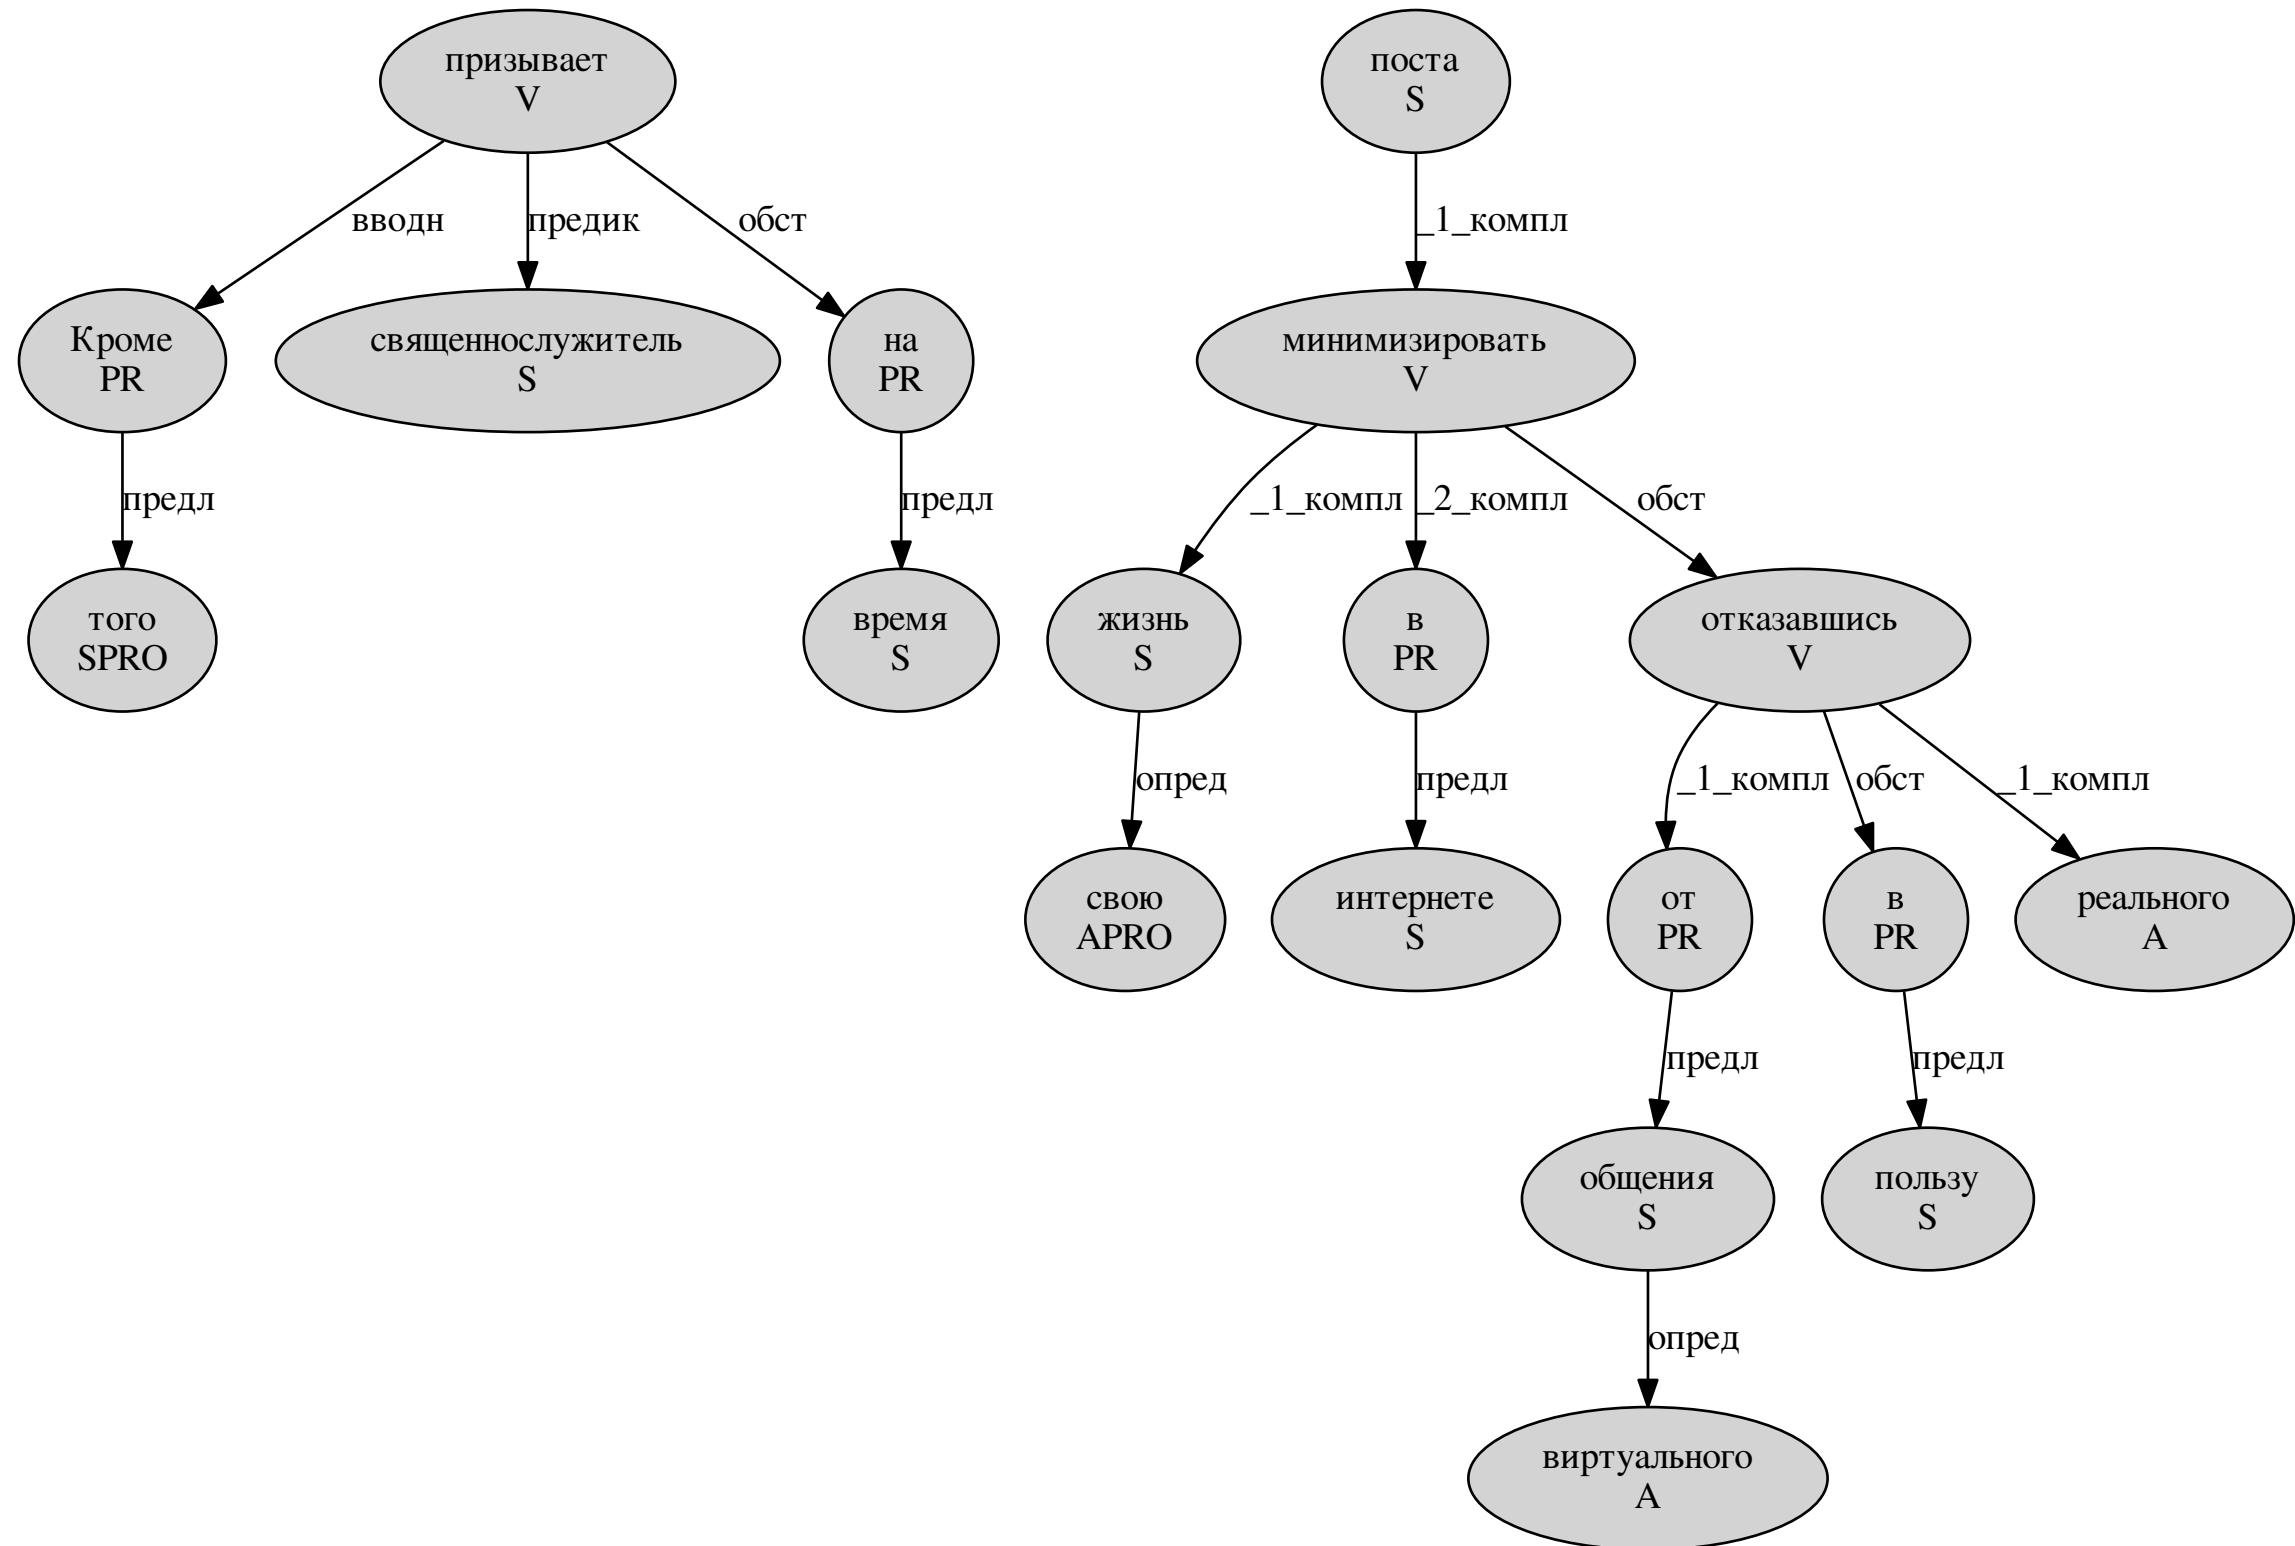 призывает
V
поста
S
вводн
предик
обст
_1_компл
Кроме
PR
священнослужитель
S
на
PR
минимизировать
V
предл
предл
_1_компл
_2_компл
обст
того
SPRO
время
S
жизнь
S
в
PR
отказавшись
V
опред
предл
_1_компл
обст
_1_компл
свою
APRO
интернете
S
от
PR
в
PR
реального
A
предл
предл
общения
S
пользу
S
опред
виртуального
A